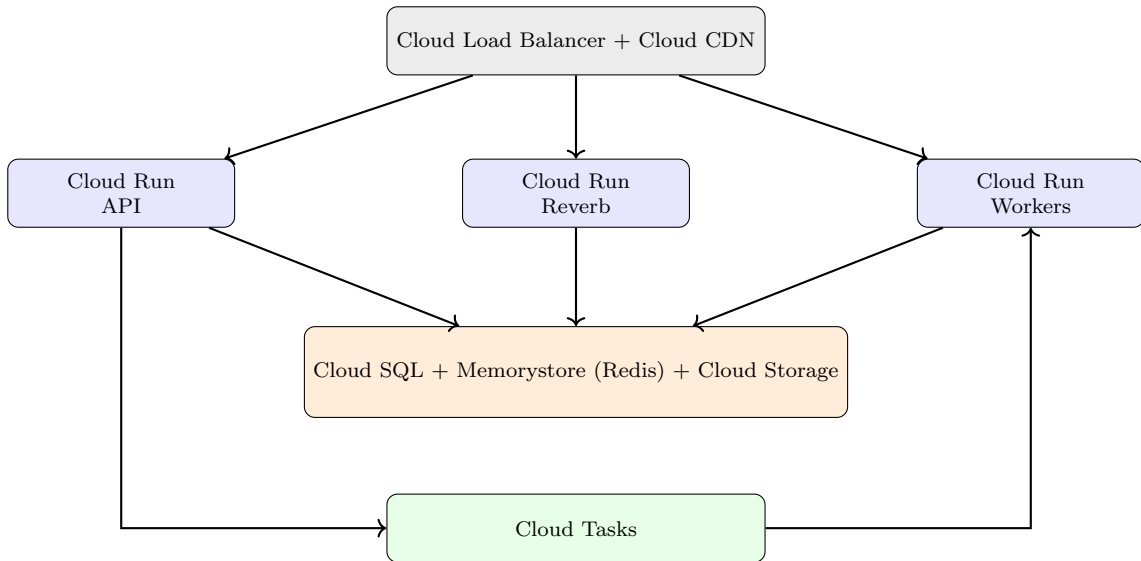 Cloud Load Balancer + Cloud CDN
Cloud Run
API
Cloud Run
Reverb
Cloud Run
Workers
Cloud SQL + Memorystore (Redis) + Cloud Storage
Cloud Tasks